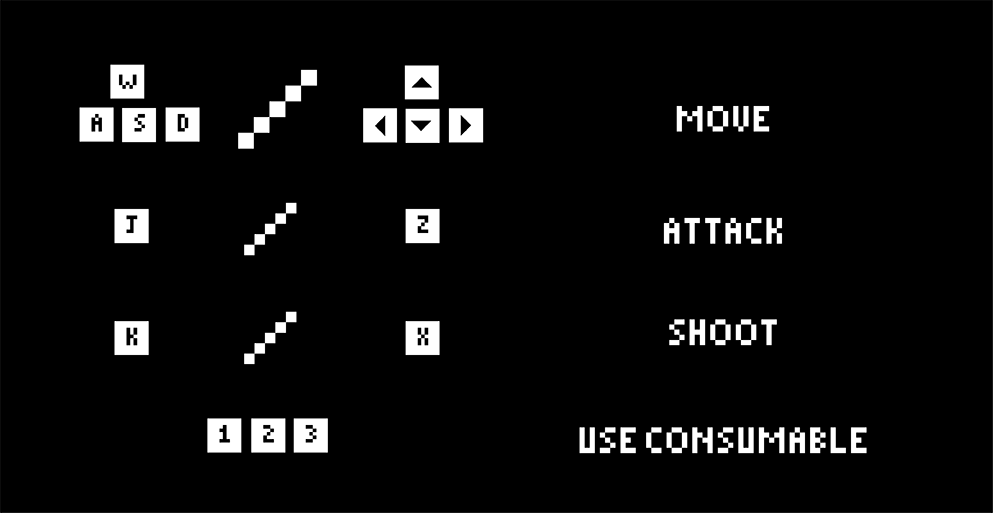 W
A S D
MOVE
J Z ATTACK
K X SHOOT
1 2 3 USE CONSUMABLE